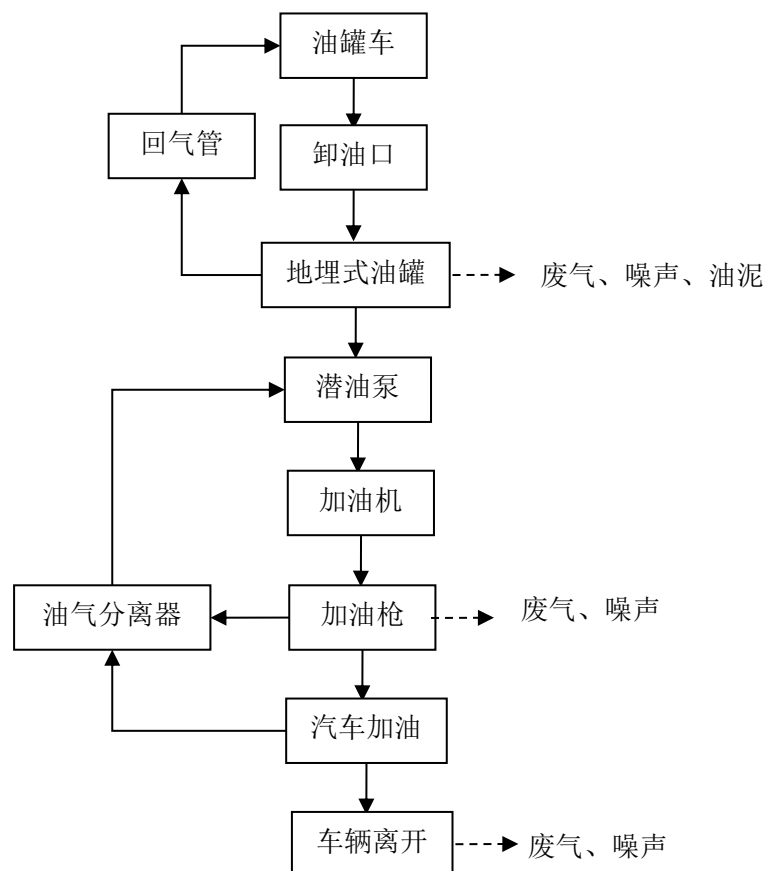 油罐车
回气管
卸油口
地埋式油罐
废气、噪声、油泥
潜油泵
加油机
油气分离器
加油枪
废气、噪声
汽车加油
车辆离开
废气、噪声